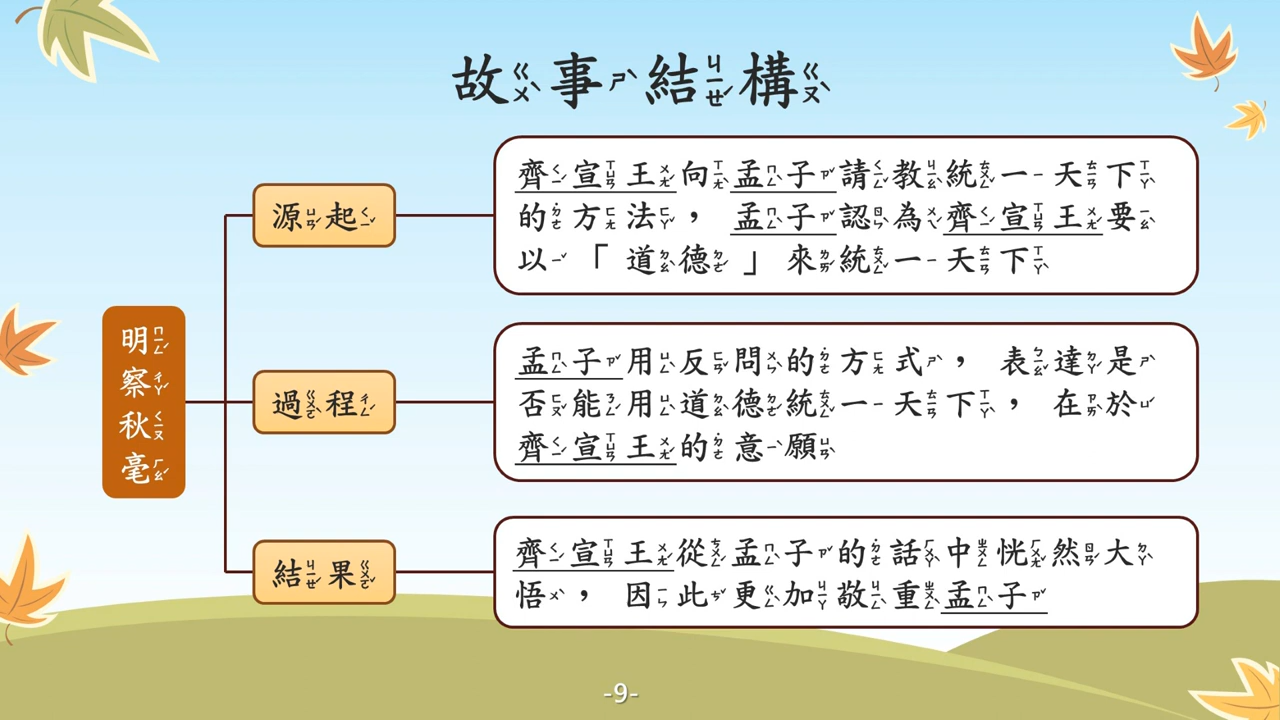 故事結構
明察秋毫
源起
齊宣王向孟子請教統一天下
的方法，孟子認為齊宣王要
以「道德」來統一天下
過程
孟子用反問的方式，表達是
否能用道德統一天下，在於
齊宣王的意願
結果
齊宣王從孟子的話中恍然大
悟，因此更加敬重孟子
-9-